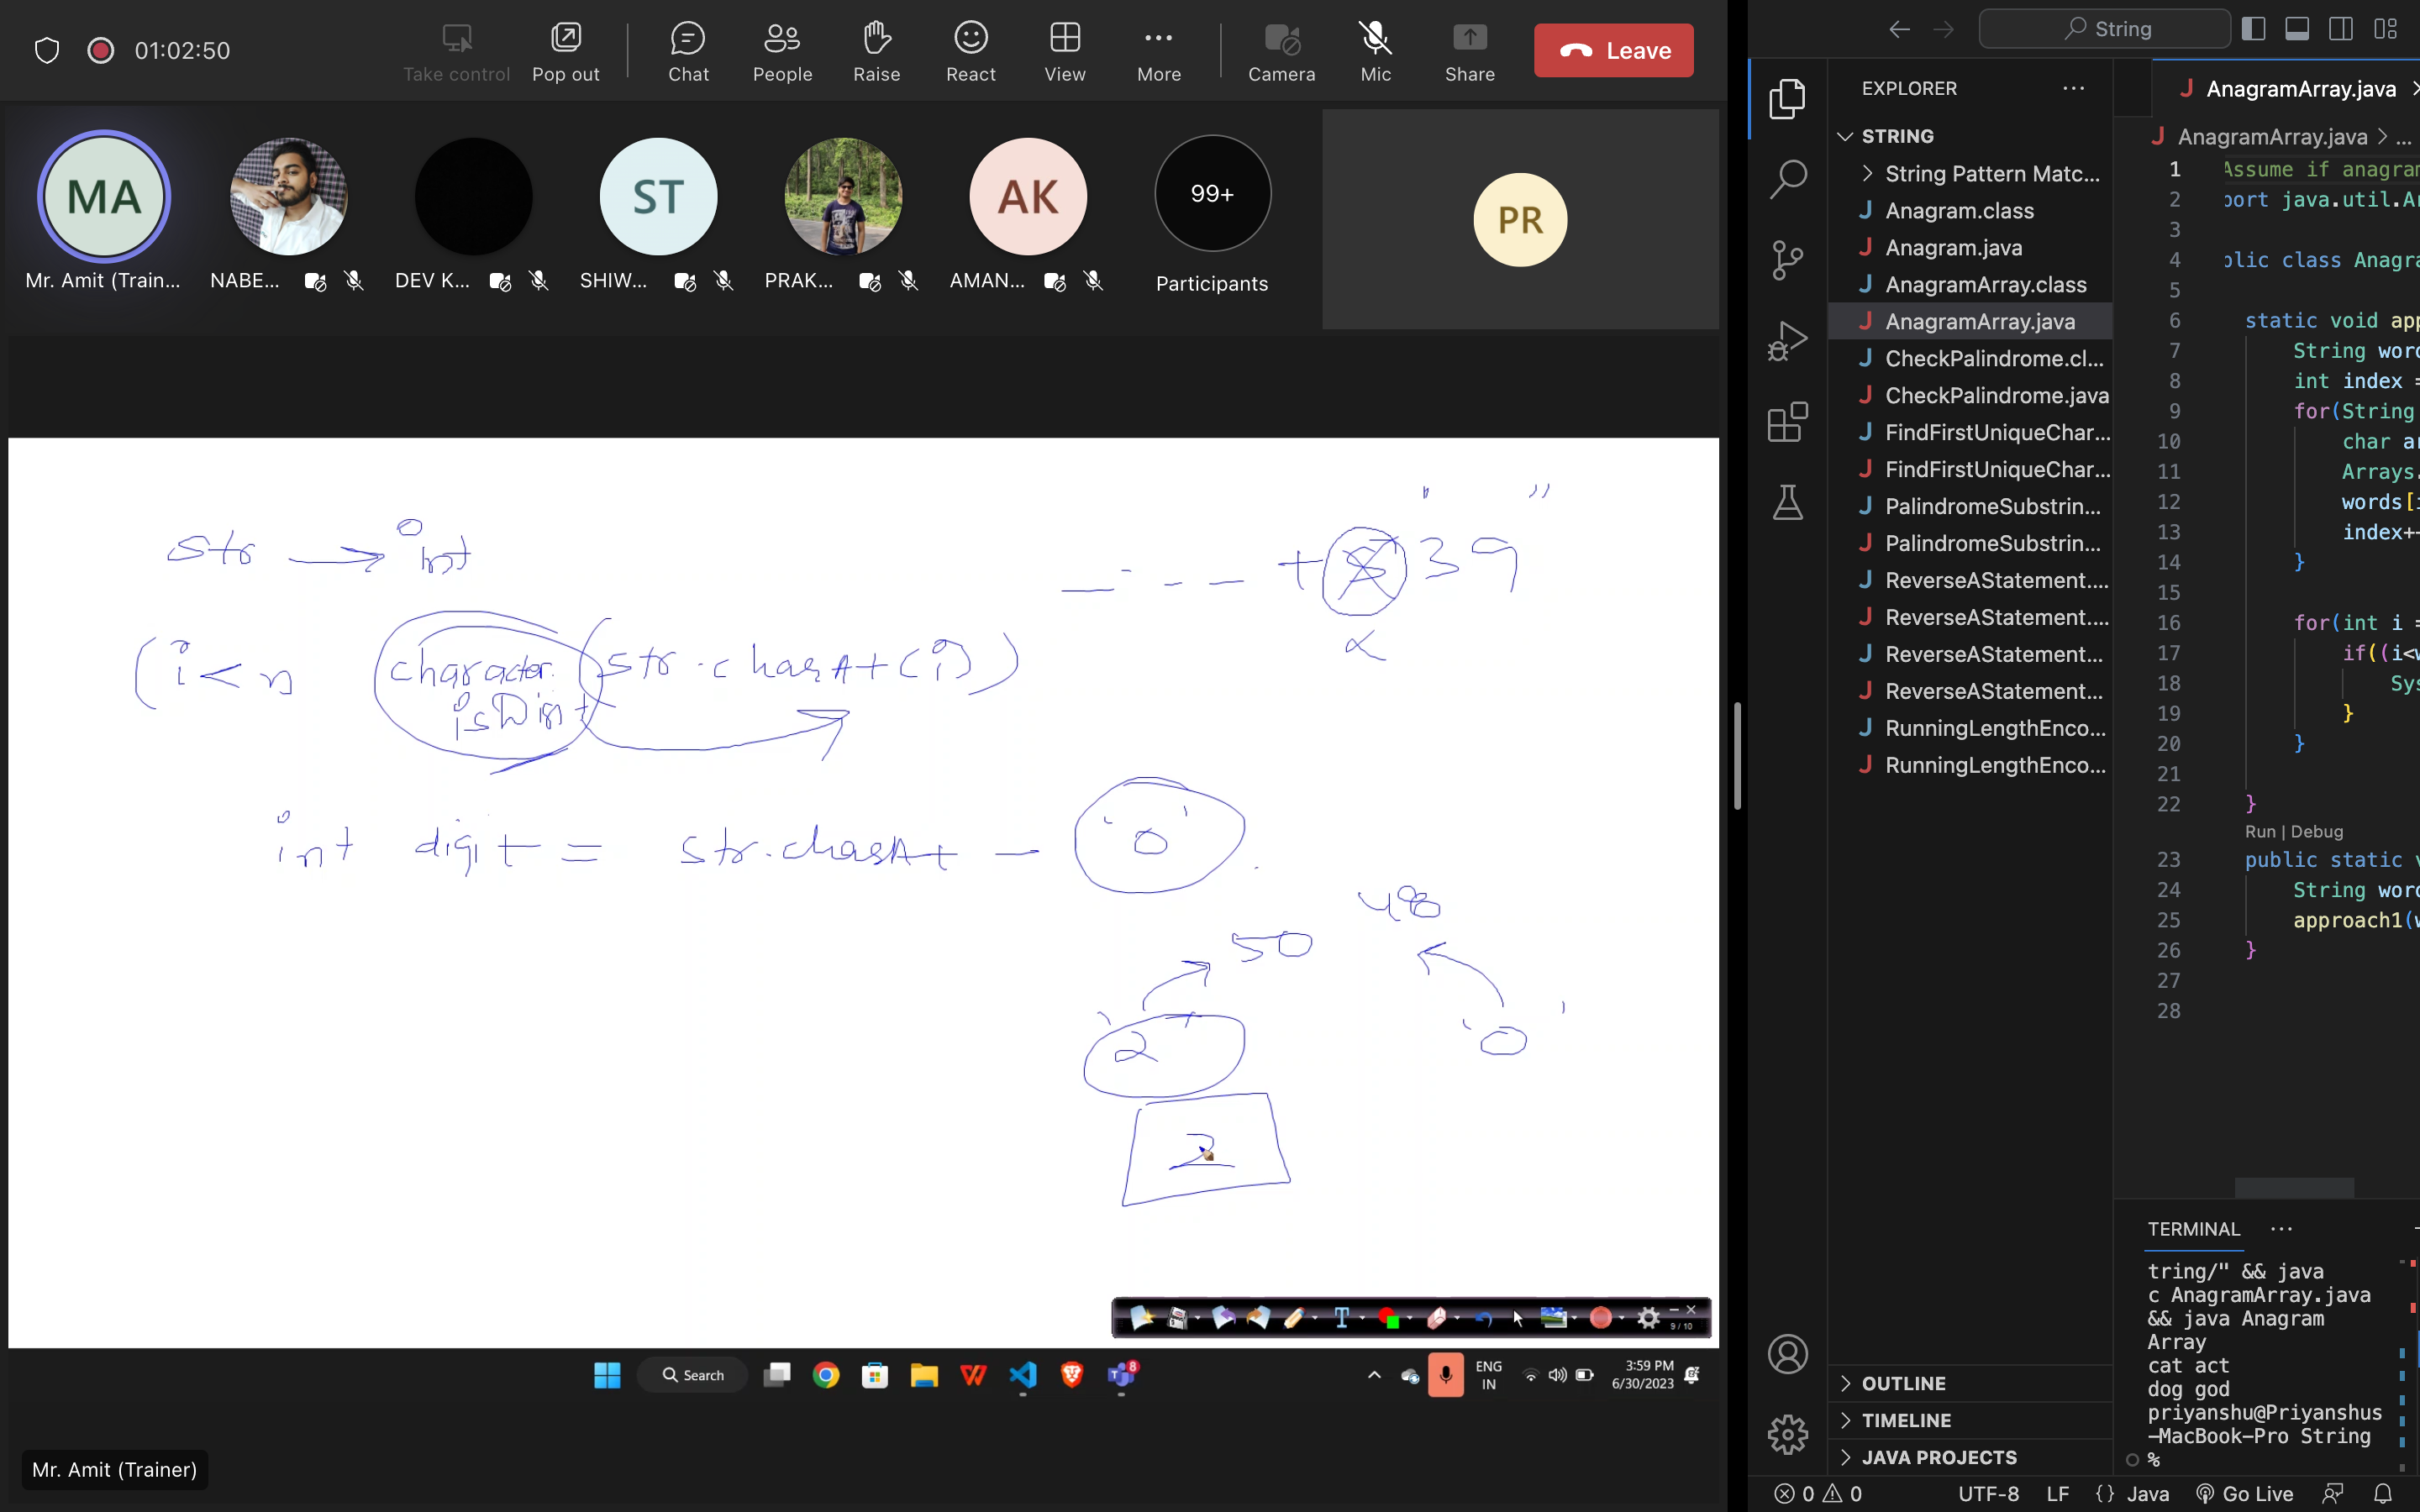 01:02:50
Take control
Pop out
Chat
People
Raise
React
View
More
Camera
Mic
Share
Leave
MA
ST
AK
99+
PR
Mr. Amit (Train...
NABE...
DEV K...
SHIW...
PRAK...
AMAN...
Participants
str → int
" 39 "
(i < n character. (str.charAt(i))
int digit = str.charAt - '0'
48
50
'2'
'0'
2
9 / 10
Search
ENG
IN
3:59 PM
6/30/2023
Mr. Amit (Trainer)
String
EXPLORER
STRING
String Pattern Matc...
Anagram.class
Anagram.java
AnagramArray.class
AnagramArray.java
CheckPalindrome.cl...
CheckPalindrome.java
FindFirstUniqueChar...
FindFirstUniqueChar...
PalindromeSubstrin...
PalindromeSubstrin...
ReverseAStatement....
ReverseAStatement....
ReverseAStatement...
ReverseAStatement...
RunningLengthEnco...
RunningLengthEnco...
OUTLINE
TIMELINE
JAVA PROJECTS
AnagramArray.java
AnagramArray.java > ...
1 Assume if anagram
2 port java.util.Ar
3
4 blic class Anagra
5
6 static void app
7 String word
8 int index =
9 for(String
10 char ar
11 Arrays.
12 words[i
13 index+
14 }
15
16 for(int i =
17 if((i<w
18 Sys
19 }
20 }
21
22 }
Run | Debug
23 public static v
24 String word
25 approach1(w
26 }
27
28
TERMINAL
tring/" && java
c AnagramArray.java
&& java Anagram
Array
cat act
dog god
priyanshu@Priyanshus
-MacBook-Pro String
%
0 0
UTF-8
LF
{} Java
Go Live